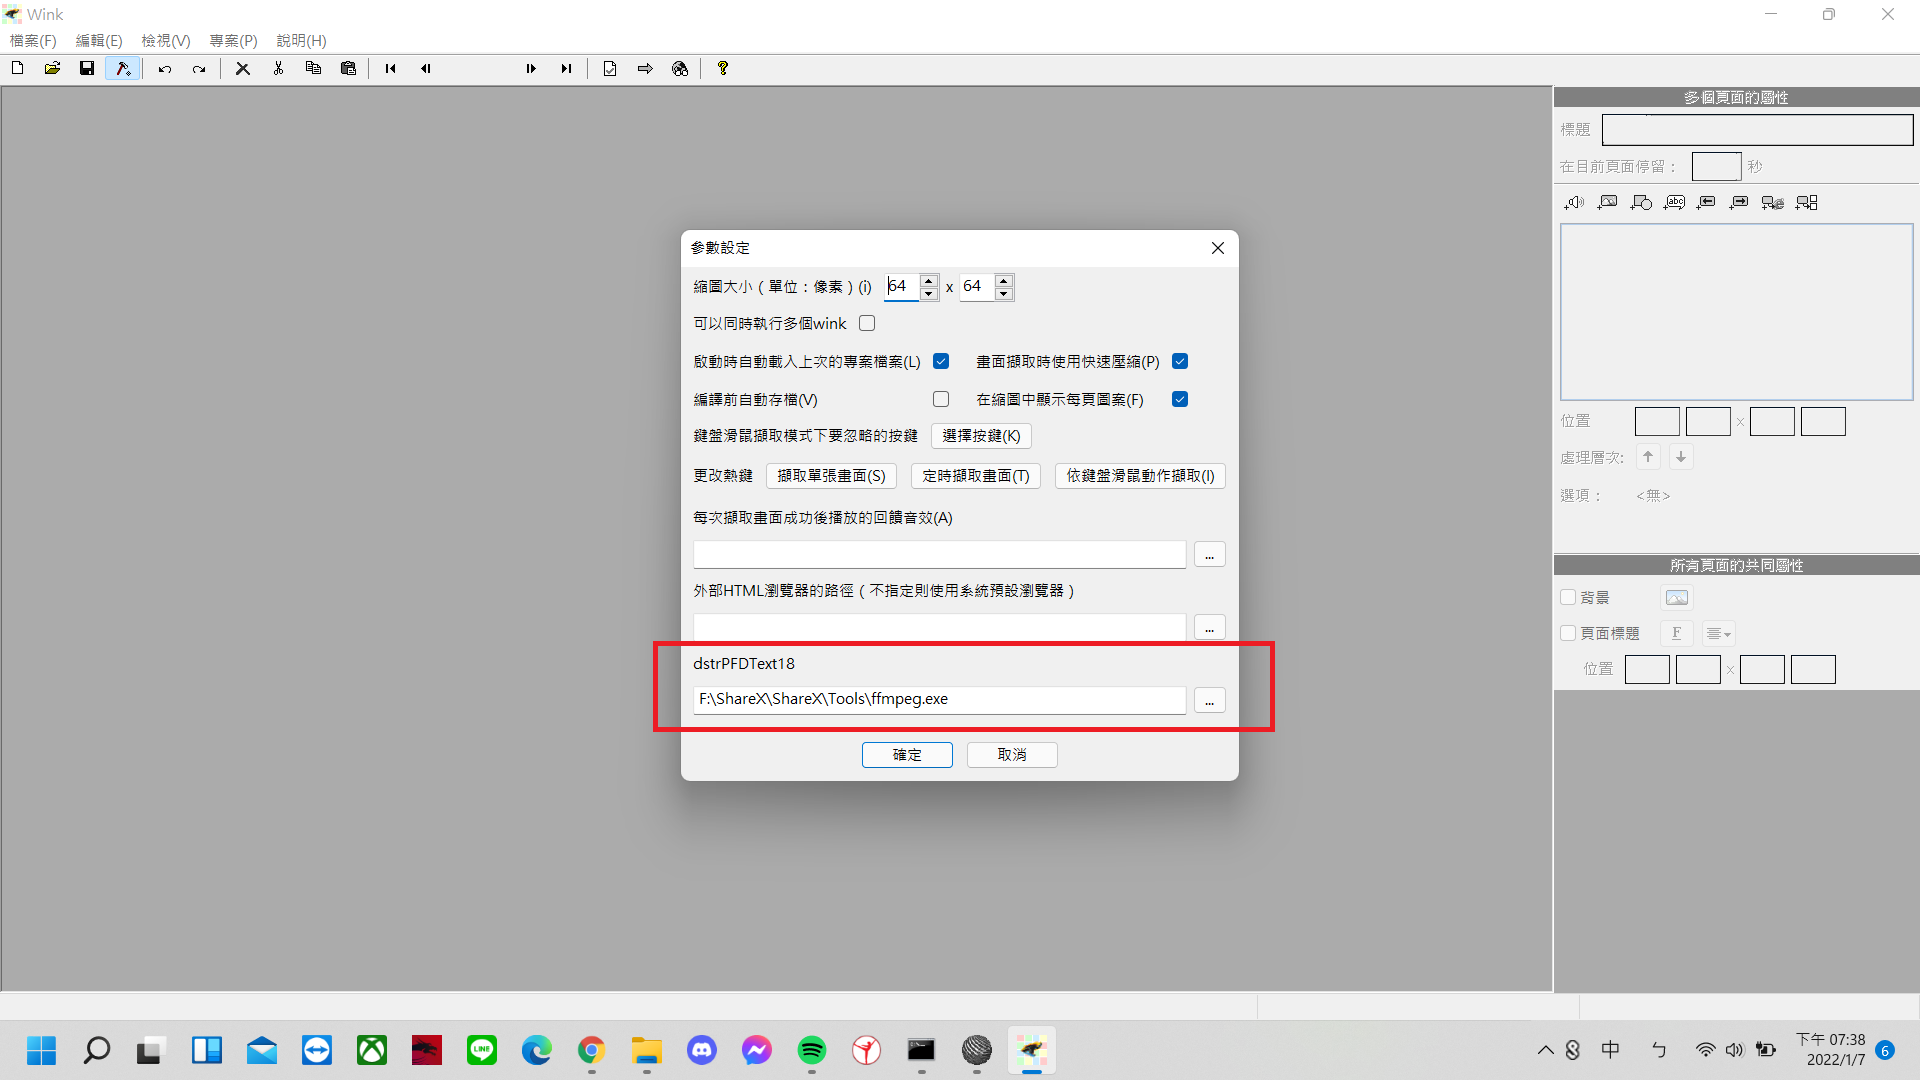 Wink
檔案(F) 編輯(E) 檢視(V) 專案(P) 說明(H)
多個頁面的屬性
標題
在目前頁面停留： 秒
abc
位置 x
處理層次:
選項： <無>
所有頁面的共同屬性
背景
頁面標題 F
位置 x
參數設定
縮圖大小（單位：像素）(i) 64 x 64
可以同時執行多個wink
啟動時自動載入上次的專案檔案(L) 畫面擷取時使用快速壓縮(P)
編譯前自動存檔(V) 在縮圖中顯示每頁圖案(F)
鍵盤滑鼠擷取模式下要忽略的按鍵 選擇按鍵(K)
更改熱鍵 擷取單張畫面(S) 定時擷取畫面(T) 依鍵盤滑鼠動作擷取(I)
每次擷取畫面成功後播放的回饋音效(A)
...
外部HTML瀏覽器的路徑（不指定則使用系統預設瀏覽器）
...
dstrPFDText18
F:\ShareX\ShareX\Tools\ffmpeg.exe ...
確定 取消
LINE
中 ㄅ
下午 07:38
2022/1/7
6